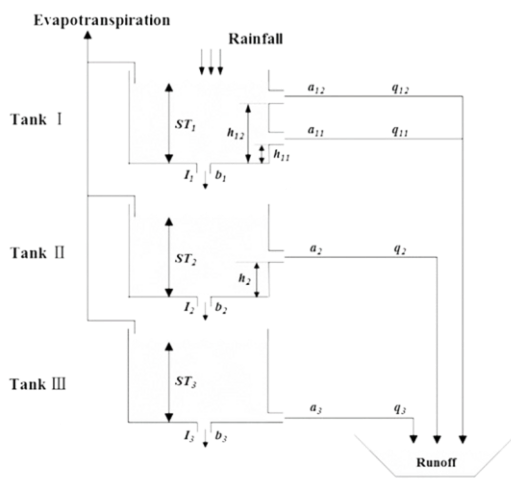 Evapotranspiration
Rainfall
Tank Ⅰ
ST1
h12
h11
a12 q12
a11 q11
I1 b1
Tank Ⅱ
ST2
h2
a2 q2
I2 b2
Tank Ⅲ
ST3
a3 q3
I3 b3
Runoff